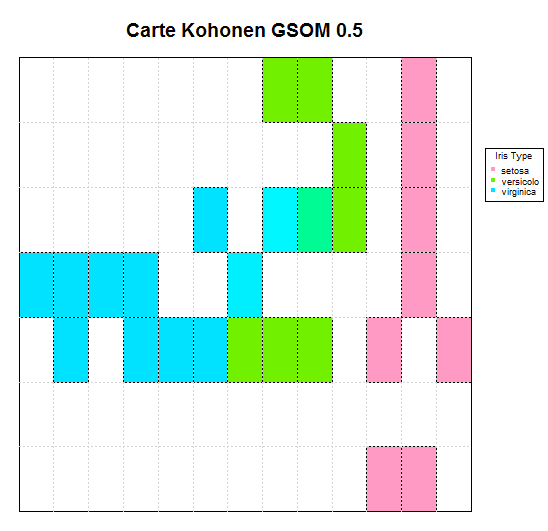 Carte Kohonen GSOM 0.5
Iris Type
setosa
versicolo
virginica